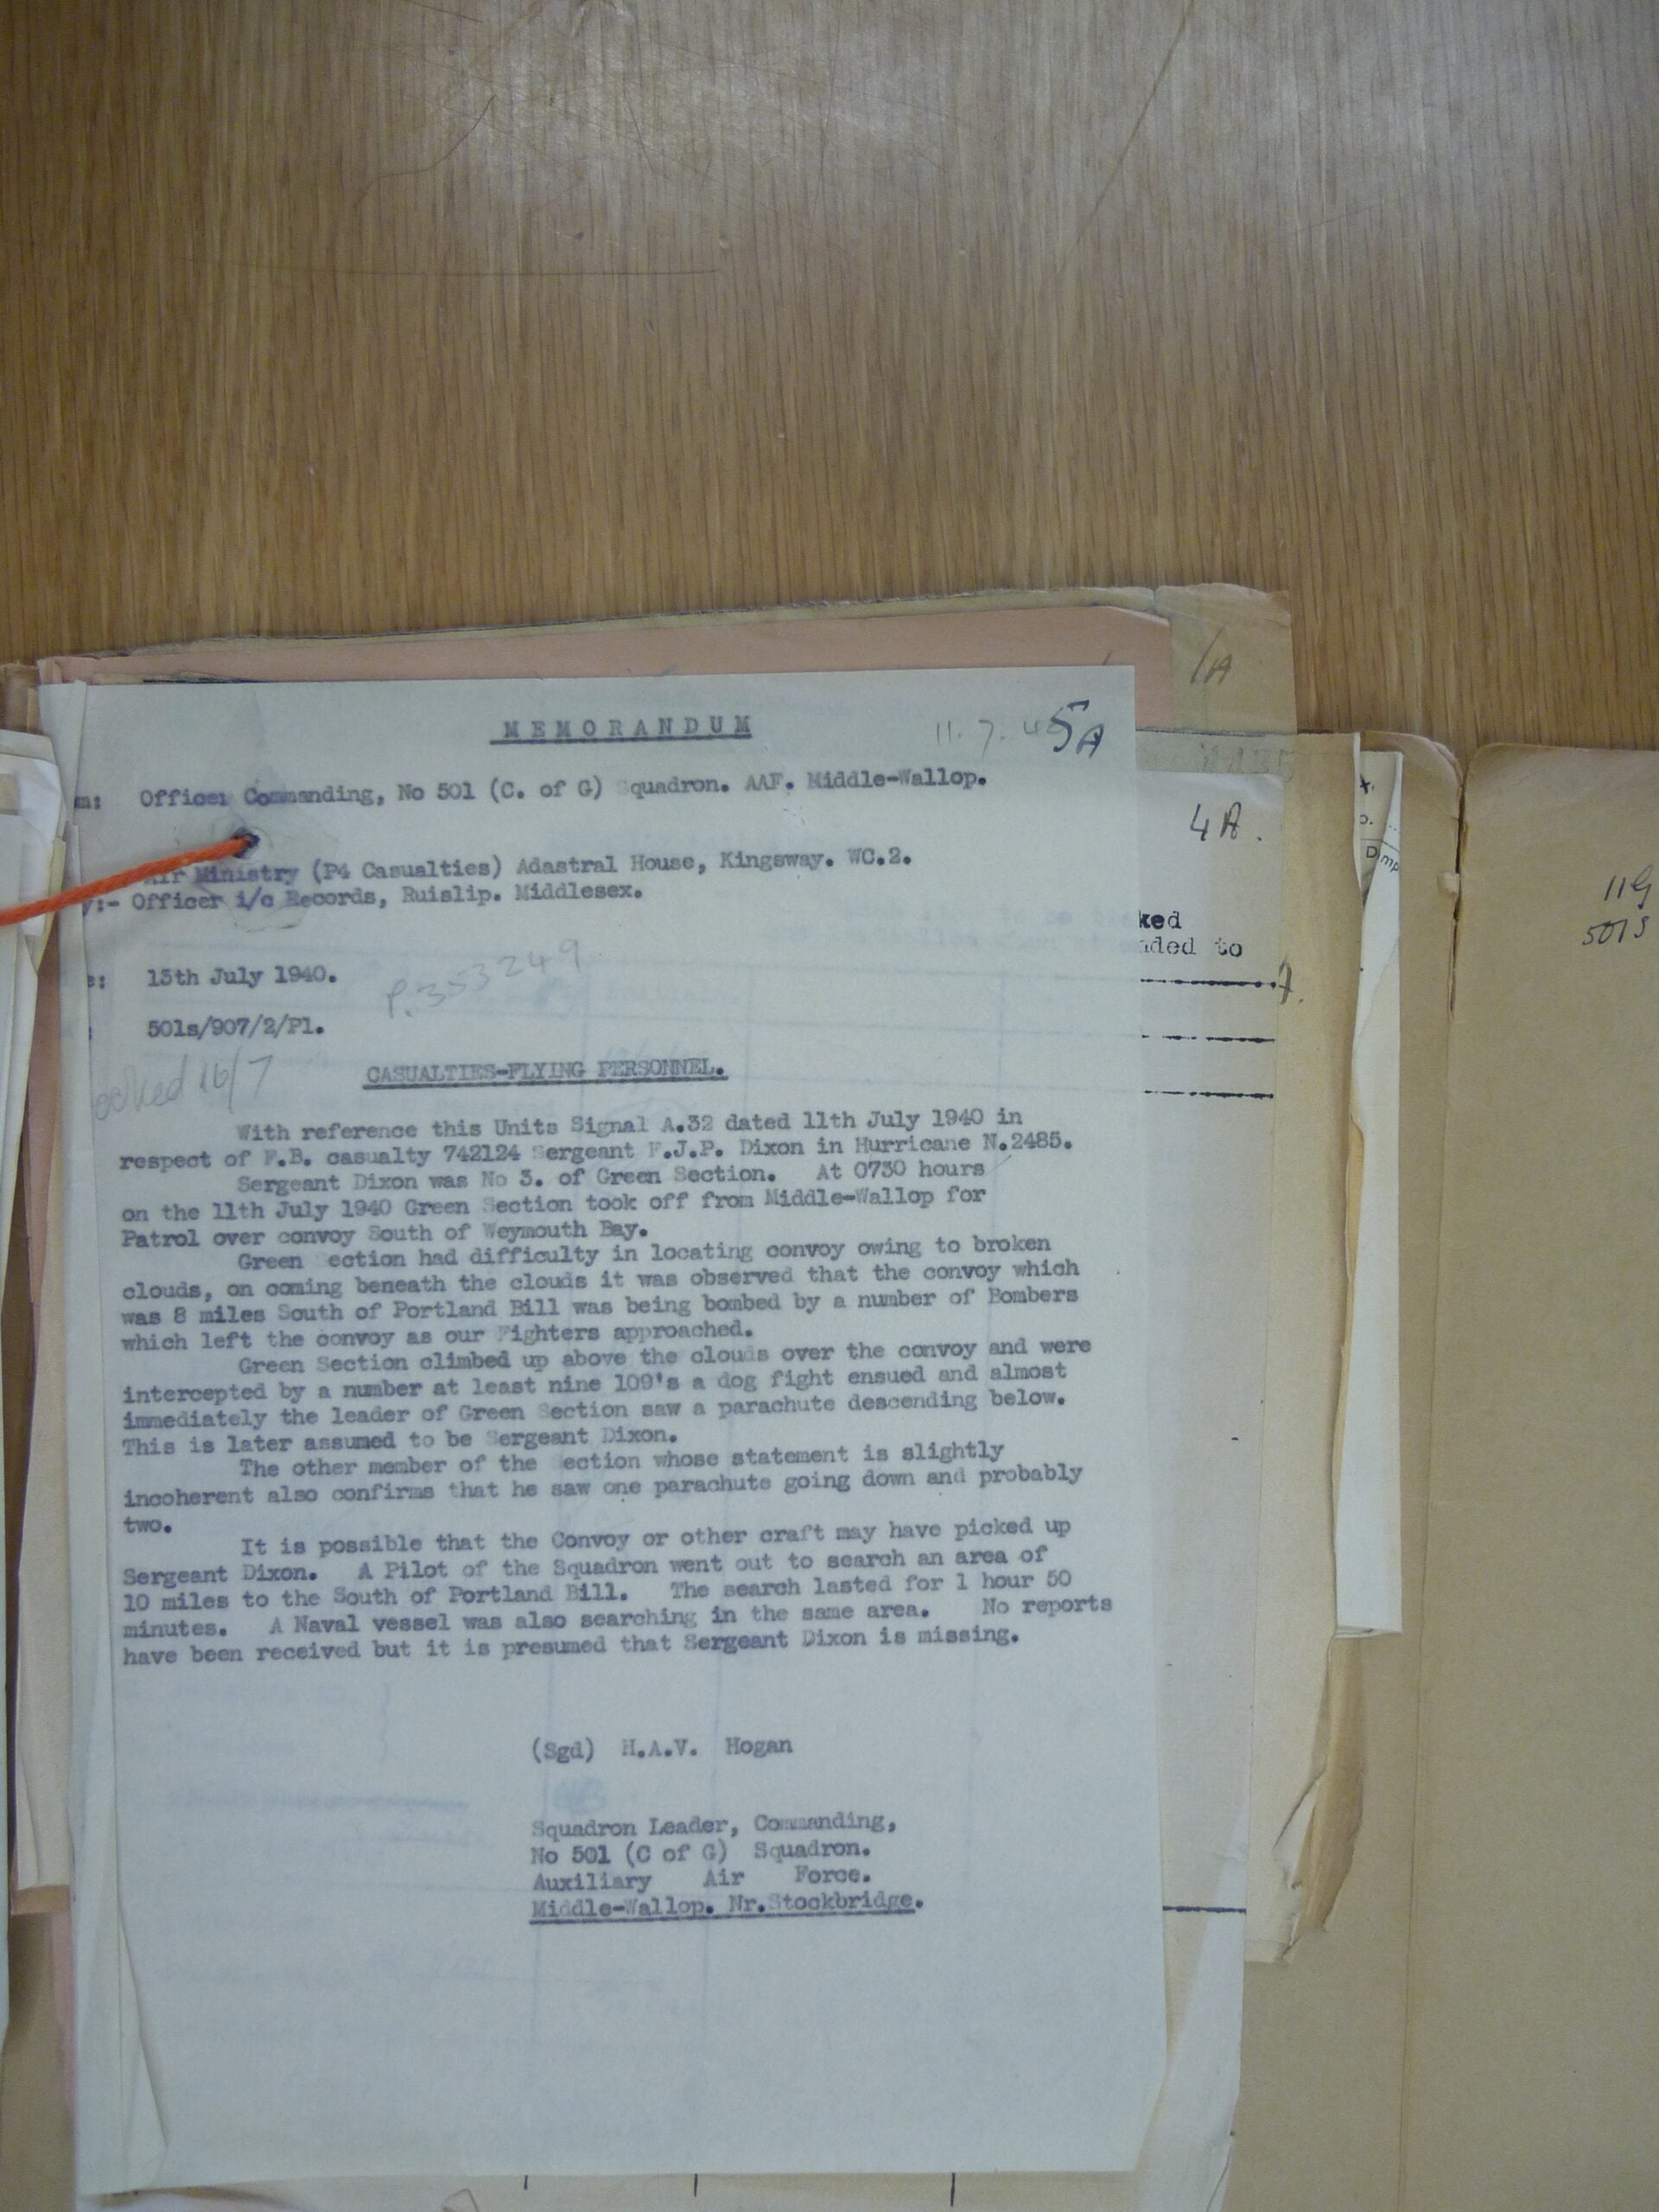 1A
MEMORANDUM
11.7.4
5A
m: Officer Commanding, No 501 (C. of G) Squadron. AAF. Middle-Wallop.
4A.
Air Ministry (P4 Casualties) Adastral House, Kingsway. WC.2.
y:- Officer i/c Records, Ruislip. Middlesex.
ked
nded to
e: 13th July 1940.
P.353249
501s/907/2/P1.
ooked 16/7
CASUALTIES-FLYING PERSONNEL.
With reference this Units Signal A.32 dated 11th July 1940 in
respect of F.B. casualty 742124 Sergeant F.J.P. Dixon in Hurricane N.2485.
Sergeant Dixon was No 3. of Green Section. At 0730 hours
on the 11th July 1940 Green Section took off from Middle-Wallop for
Patrol over convoy South of Weymouth Bay.
Green Section had difficulty in locating convoy owing to broken
clouds, on coming beneath the clouds it was observed that the convoy which
was 8 miles South of Portland Bill was being bombed by a number of Bombers
which left the convoy as our Fighters approached.
Green Section climbed up above the clouds over the convoy and were
intercepted by a number at least nine 109's a dog fight ensued and almost
immediately the leader of Green Section saw a parachute descending below.
This is later assumed to be Sergeant Dixon.
The other member of the Section whose statement is slightly
incoherent also confirms that he saw one parachute going down and probably
two.
It is possible that the Convoy or other craft may have picked up
Sergeant Dixon. A Pilot of the Squadron went out to search an area of
10 miles to the South of Portland Bill. The search lasted for 1 hour 50
minutes. A Naval vessel was also searching in the same area. No reports
have been received but it is presumed that Sergeant Dixon is missing.
(Sgd) H.A.V. Hogan
Squadron Leader, Commanding,
No 501 (C of G) Squadron.
Auxiliary Air Force.
Middle-Wallop. Nr.Stockbridge.
11G
501S